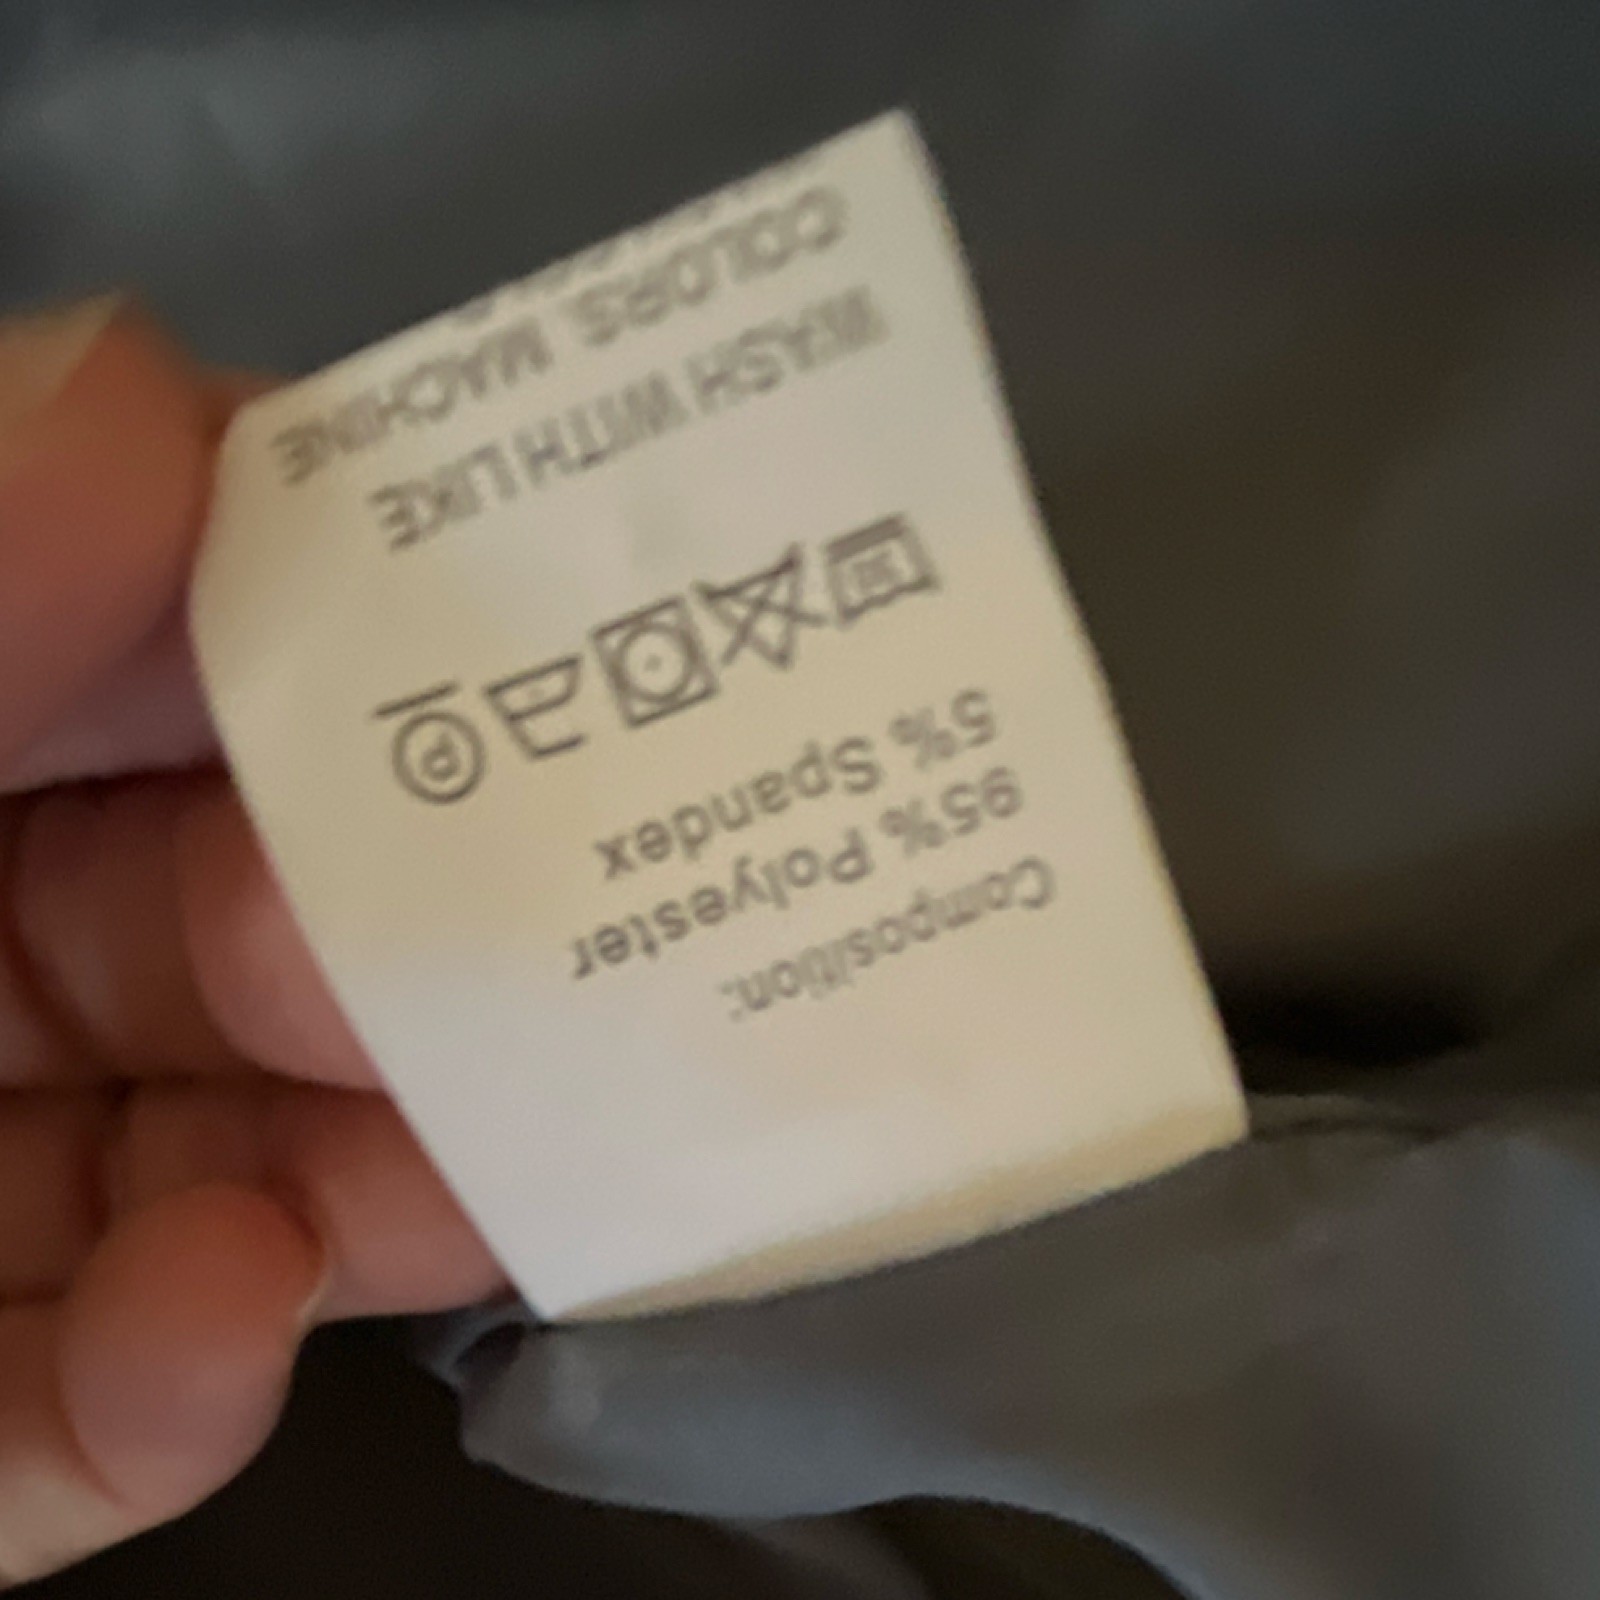 Composition:
95% Polyester
5% Spandex
P
WASH WITH LIKE
COLORS MACHINE